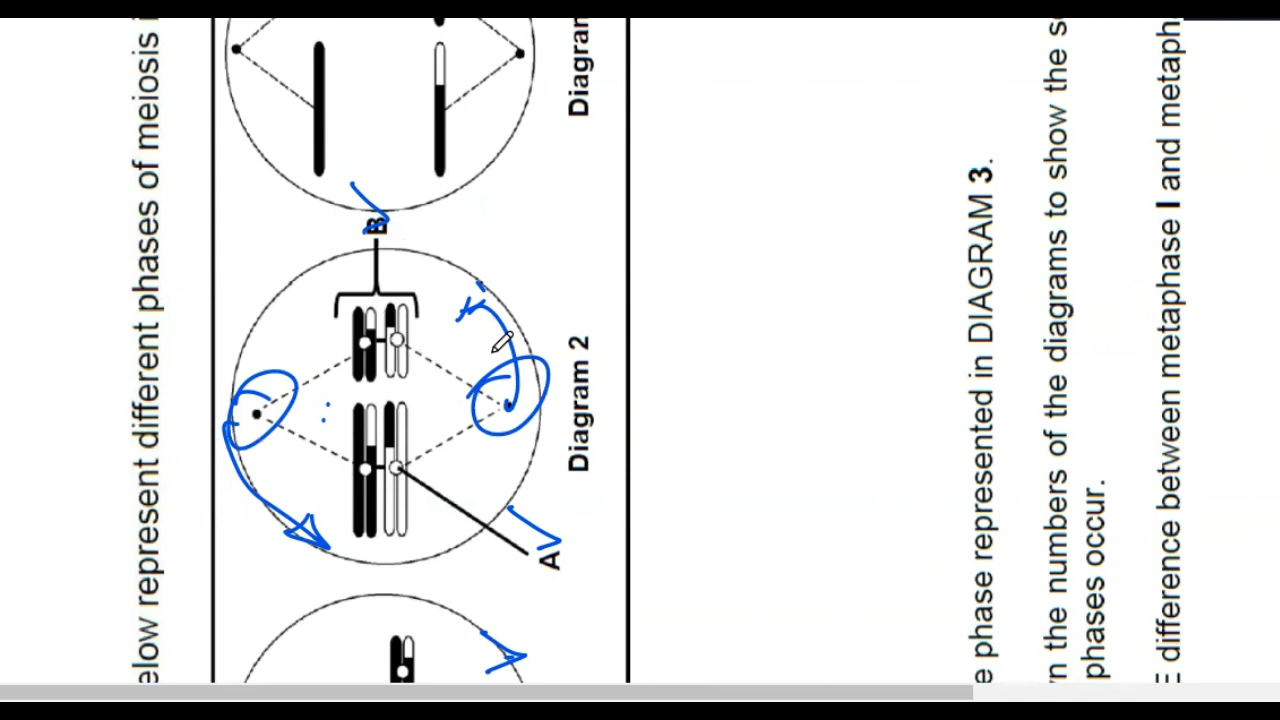 elow represent different phases of meiosis i
B
A
Diagram 2
Diagran
e phase represented in DIAGRAM 3.
n the numbers of the diagrams to show the s
phases occur.
E difference between metaphase I and metaph